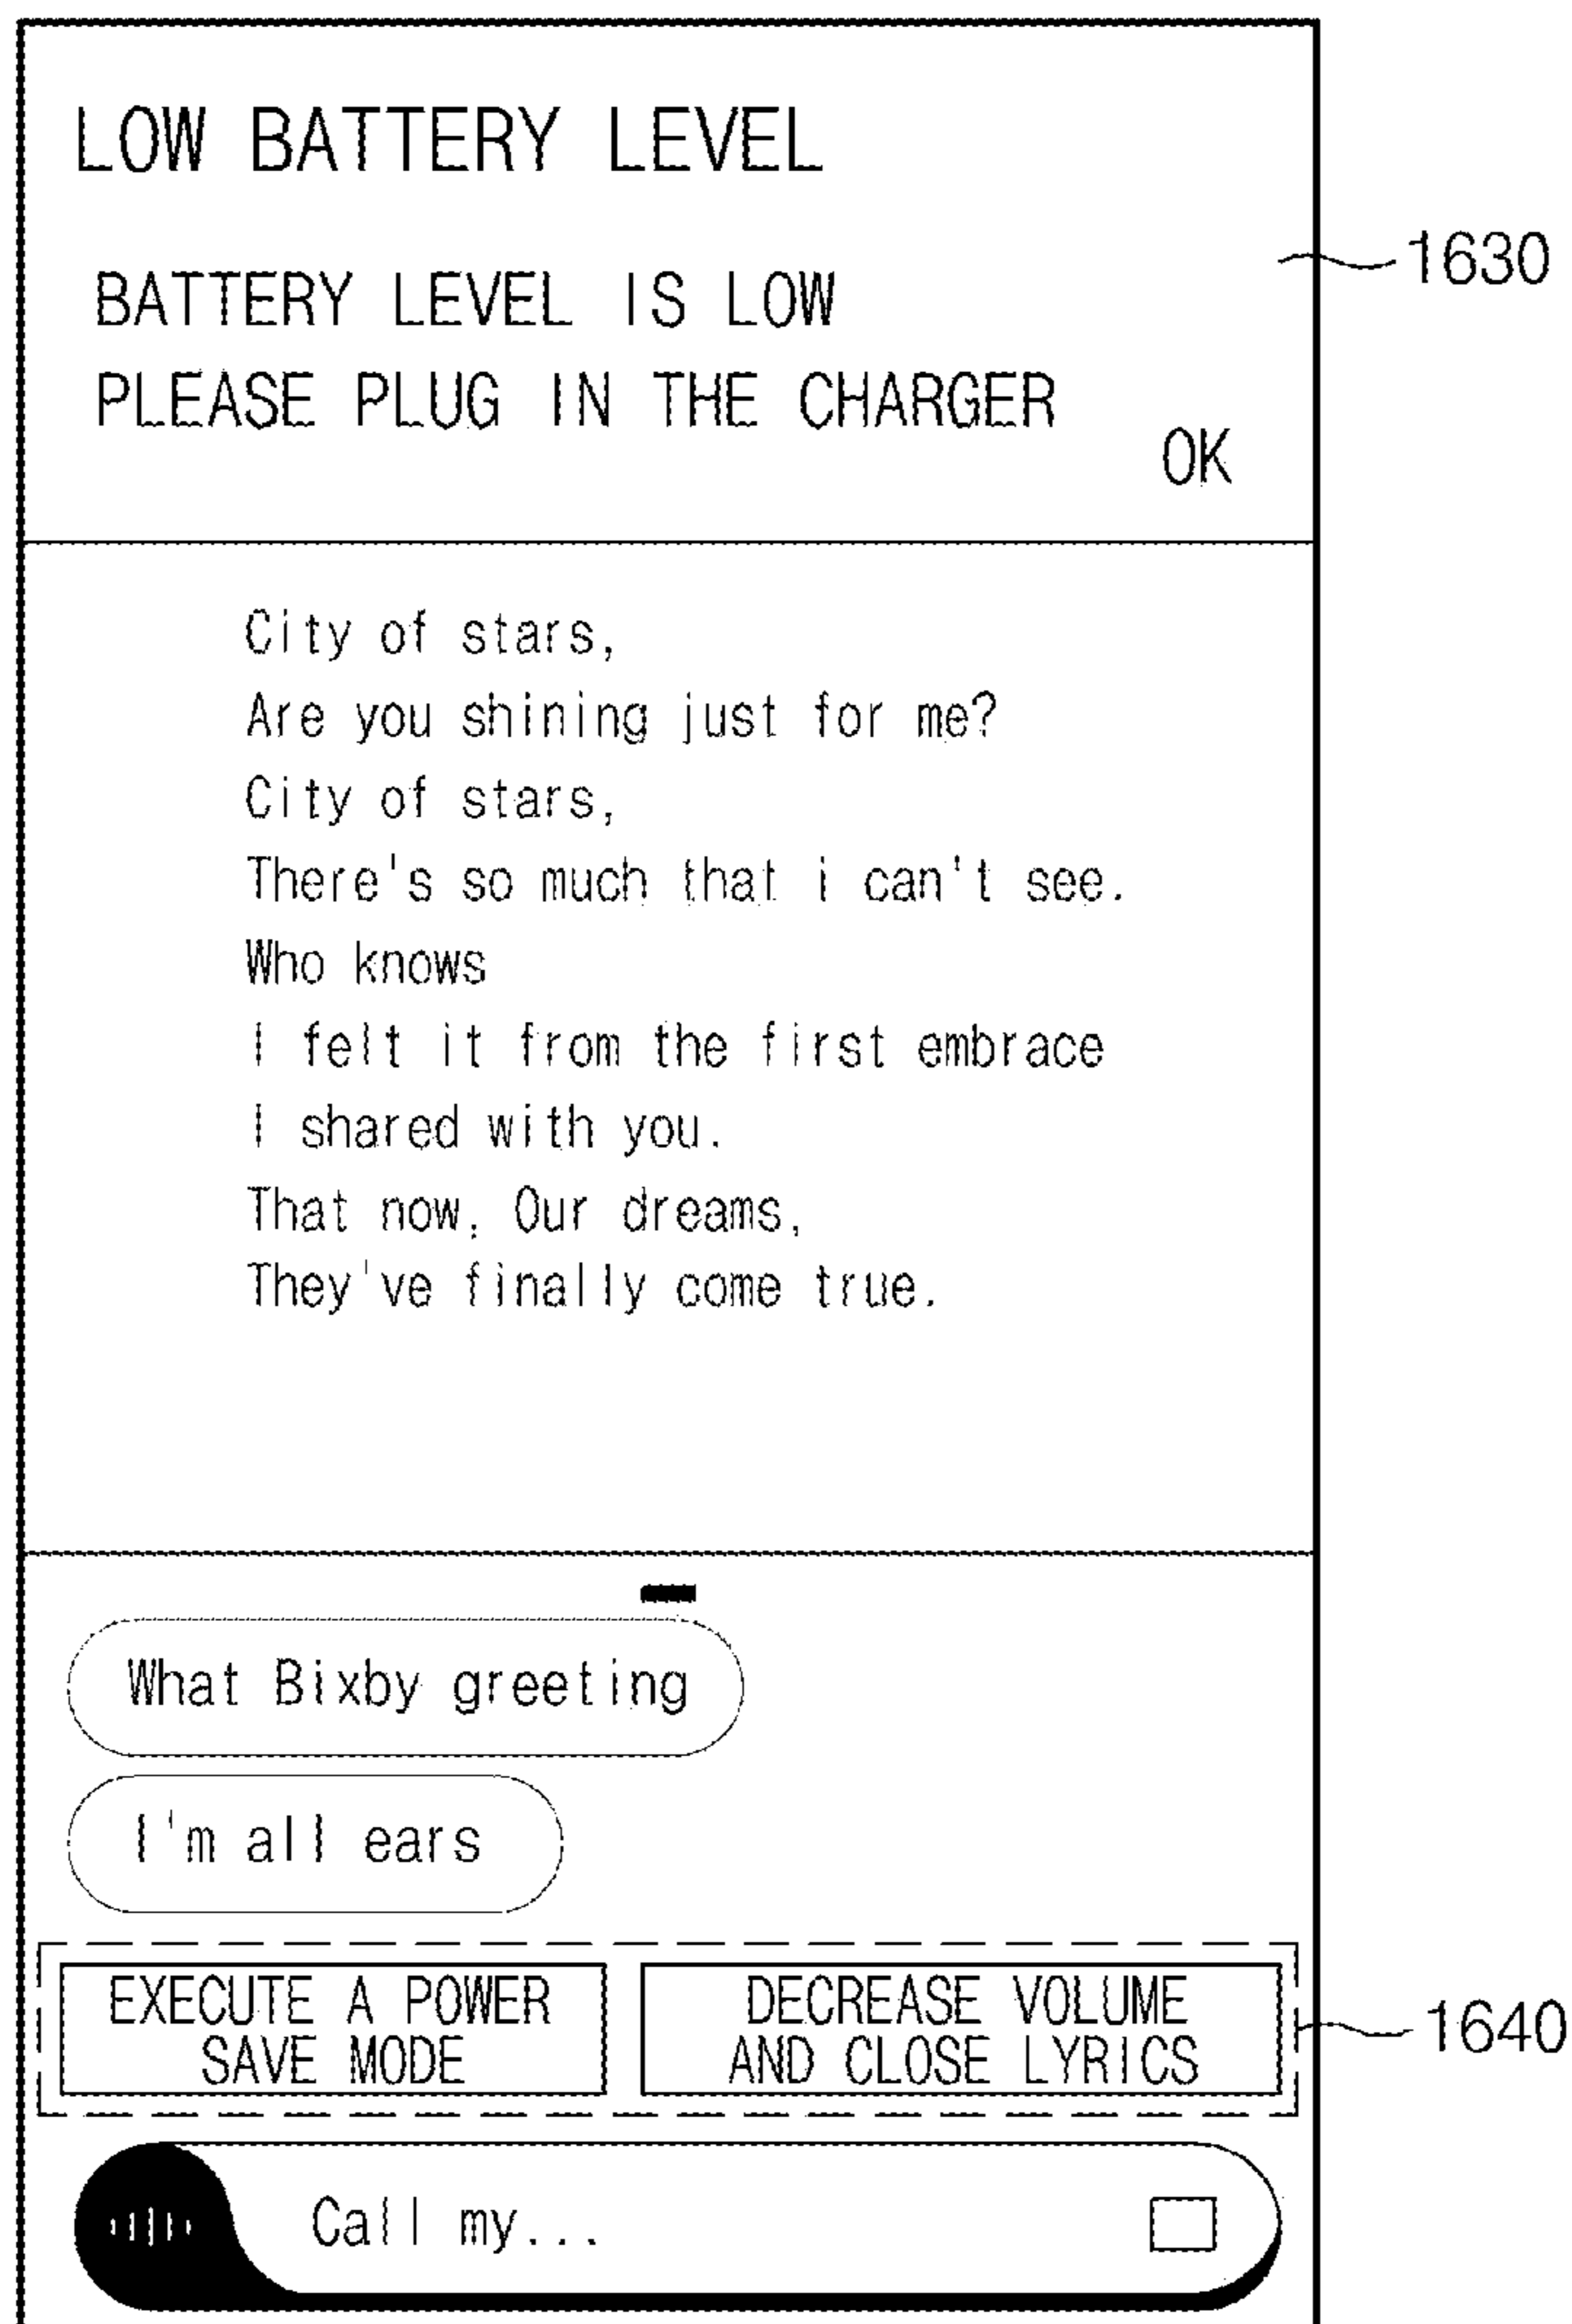 LOW BATTERY LEVEL
1630
BATTERY LEVEL IS LOW
PLEASE PLUG IN THE CHARGER
OK
City of stars,
Are you shining just for me?
City of stars,
There's so much that i can't see.
Who knows
I felt it from the first embrace
I shared with you.
That now, Our dreams,
They've finally come true.
What Bixby greeting
I'm all ears
EXECUTE A POWER
SAVE MODE
DECREASE VOLUME
AND CLOSE LYRICS
1640
Call my...